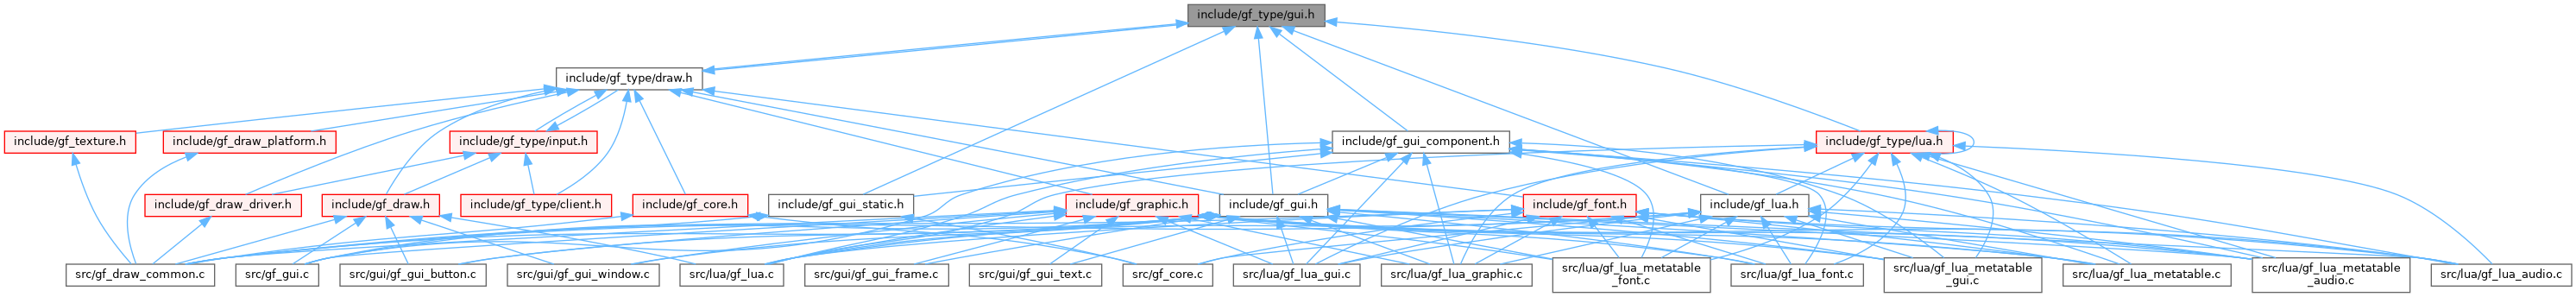 include/gf_type/gui.h
include/gf_type/draw.h
include/gf_texture.h
include/gf_draw_platform.h
include/gf_type/input.h
include/gf_gui_component.h
include/gf_type/lua.h
include/gf_draw_driver.h
include/gf_draw.h
include/gf_type/client.h
include/gf_core.h
include/gf_gui_static.h
include/gf_graphic.h
include/gf_gui.h
include/gf_font.h
include/gf_lua.h
src/gf_draw_common.c
src/gf_gui.c
src/gui/gf_gui_button.c
src/gui/gf_gui_window.c
src/lua/gf_lua.c
src/gui/gf_gui_frame.c
src/gui/gf_gui_text.c
src/gf_core.c
src/lua/gf_lua_gui.c
src/lua/gf_lua_graphic.c
src/lua/gf_lua_metatable
_font.c
src/lua/gf_lua_font.c
src/lua/gf_lua_metatable
_gui.c
src/lua/gf_lua_metatable.c
src/lua/gf_lua_metatable
_audio.c
src/lua/gf_lua_audio.c